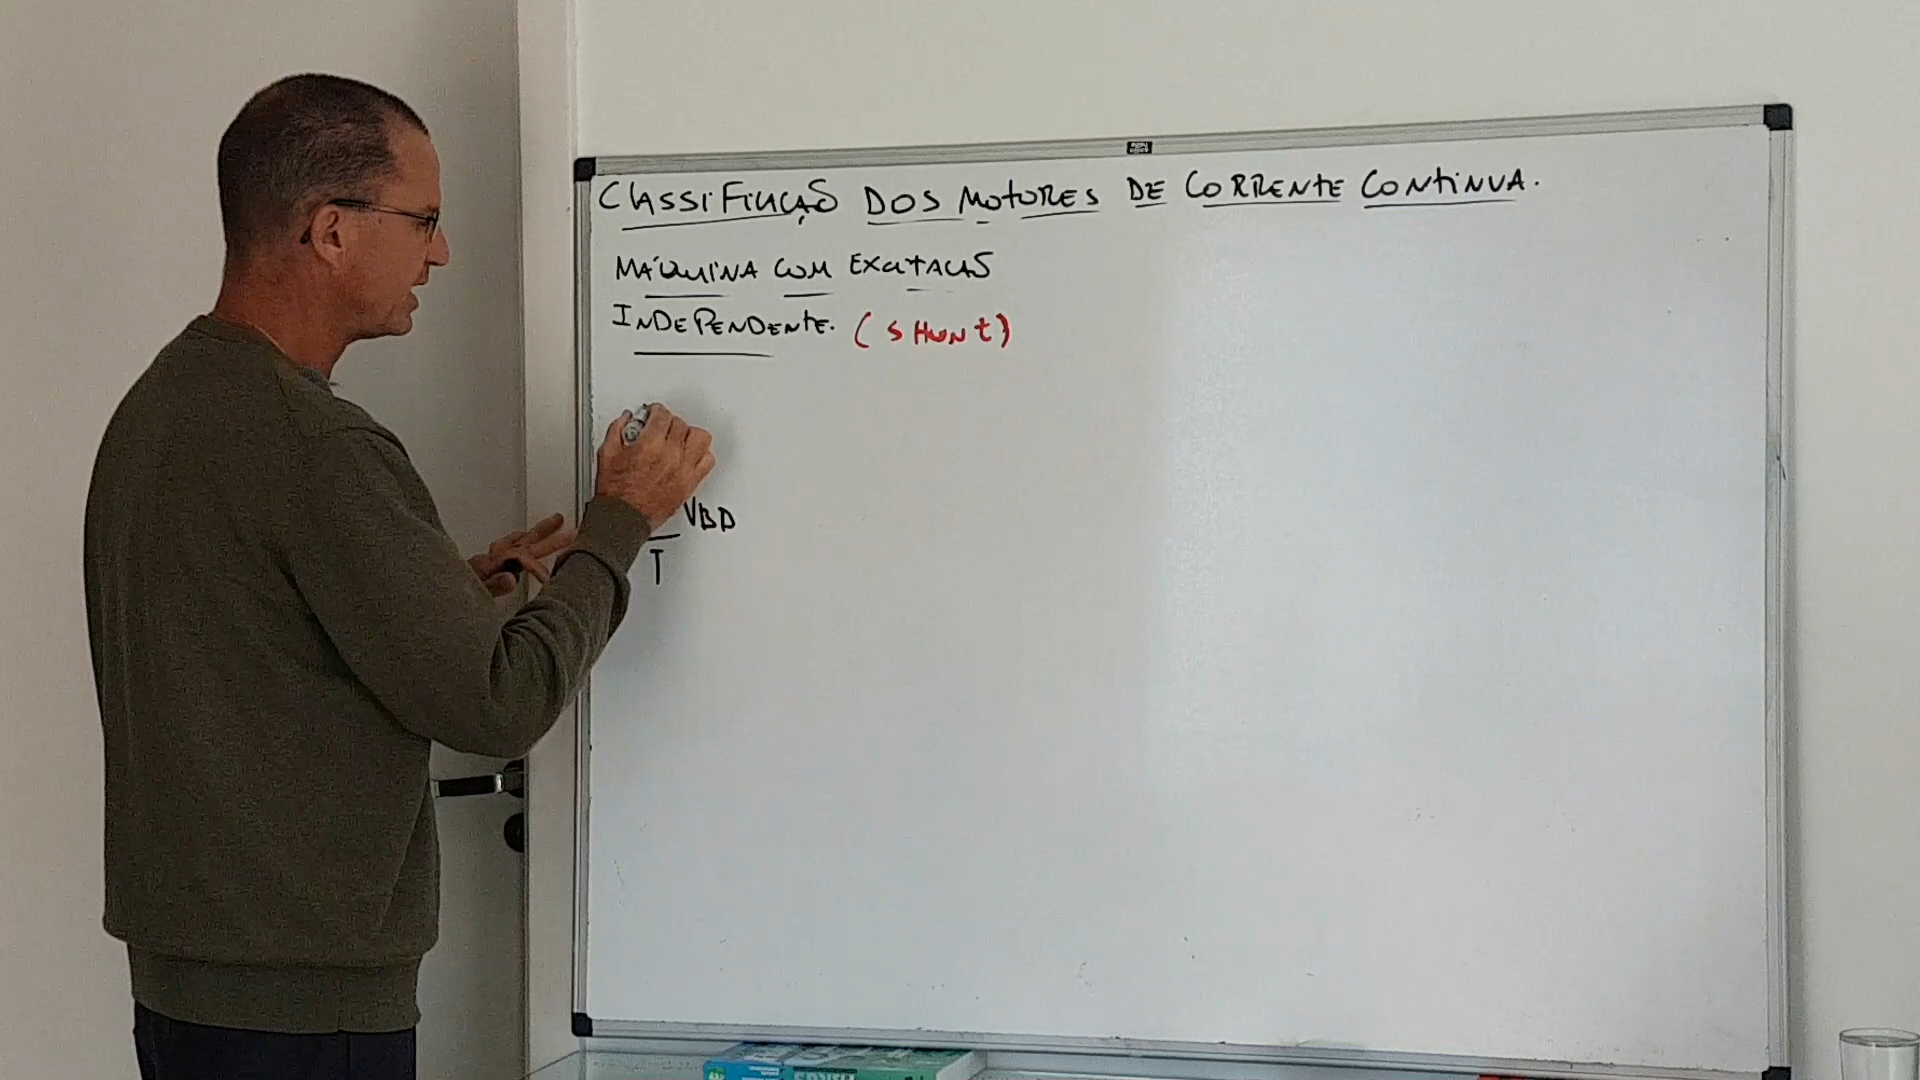 CLASSIFICAÇÃO DOS MOTORES DE CORRENTE CONTINUA.
MÁQUINA COM EXCITAÇÃO
INDEPENDENTE. (SHUNT)
VBD
T